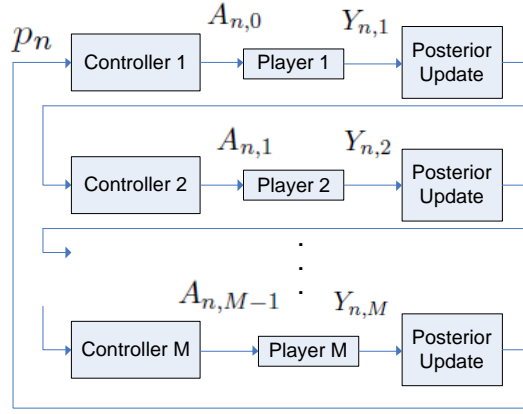 p_n
A_{n,0}
Y_{n,1}
Controller 1
Player 1
Posterior
Update
A_{n,1}
Y_{n,2}
Controller 2
Player 2
Posterior
Update
A_{n,M-1}
Y_{n,M}
Controller M
Player M
Posterior
Update